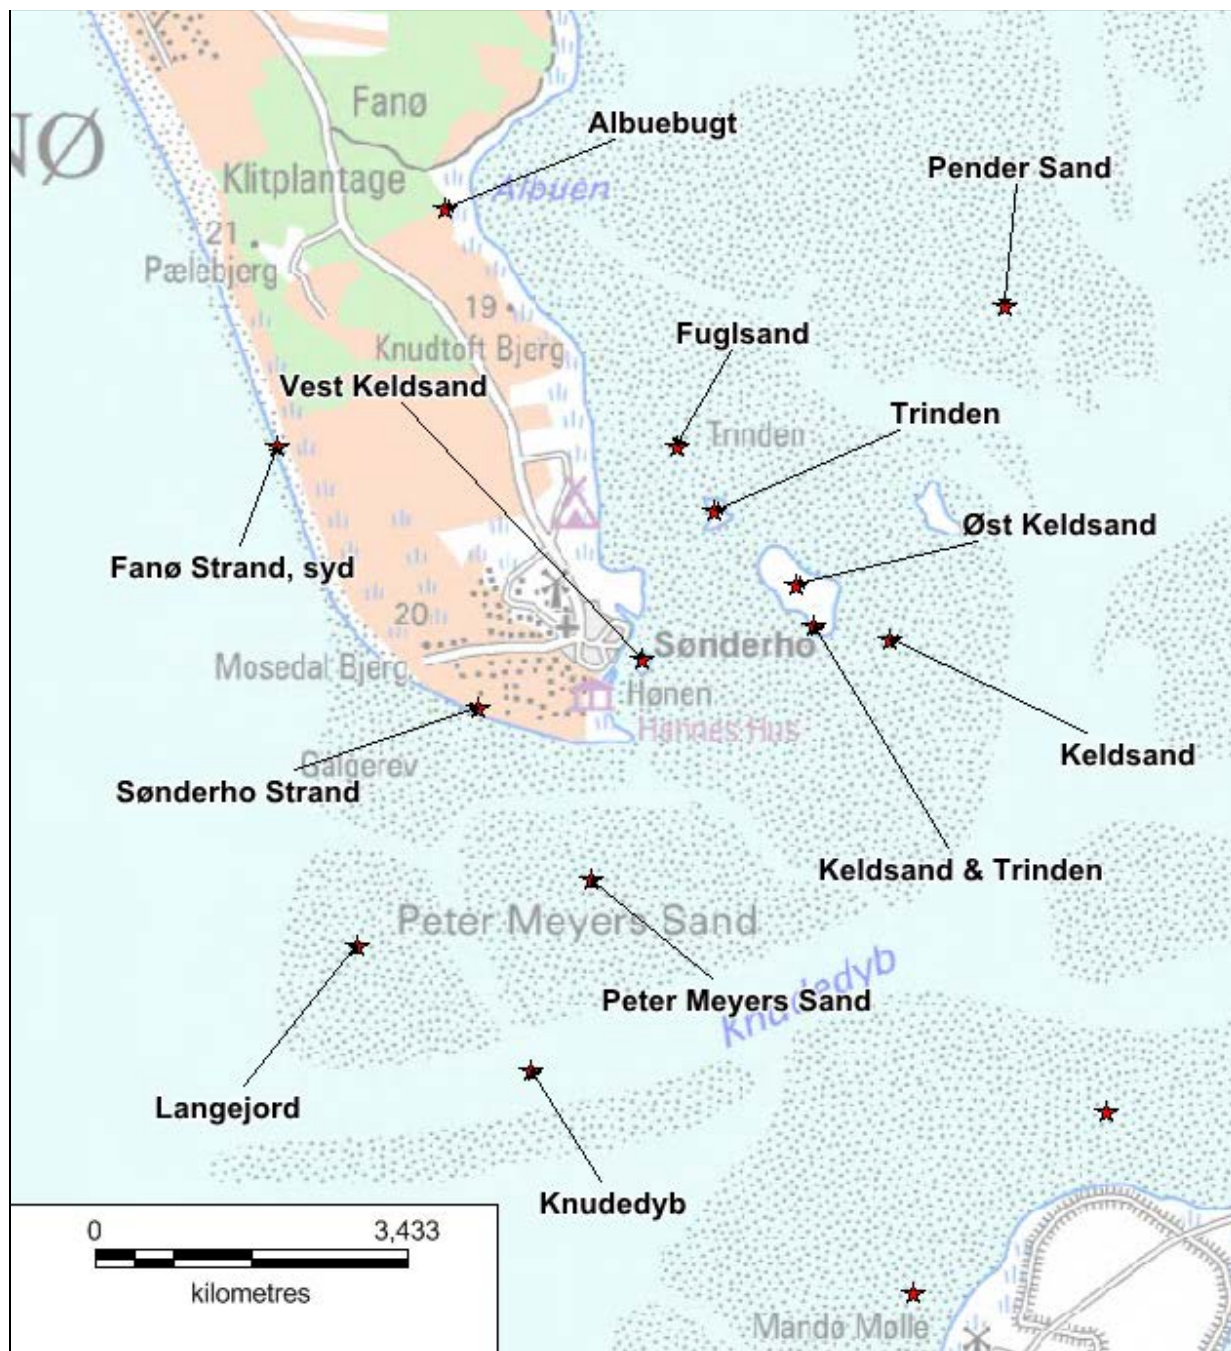 Fanø
Albuebugt
NØ
Pender Sand
Klitplantage
Albuen
21
Pælebjerg
19
Fuglsand
Knudtoft Bjerg
Vest Keldsand
Trinden
Trinden
Øst Keldsand
Fanø Strand, syd
20
Sønderho
Mosedal Bjerg
Hønen
Hannes Hus
Keldsand
Galgerev
Sønderho Strand
Keldsand & Trinden
Peter Meyers Sand
Knudedyb
Peter Meyers Sand
Langejord
Knudedyb
0 3,433
kilometres
Mandø Mølle